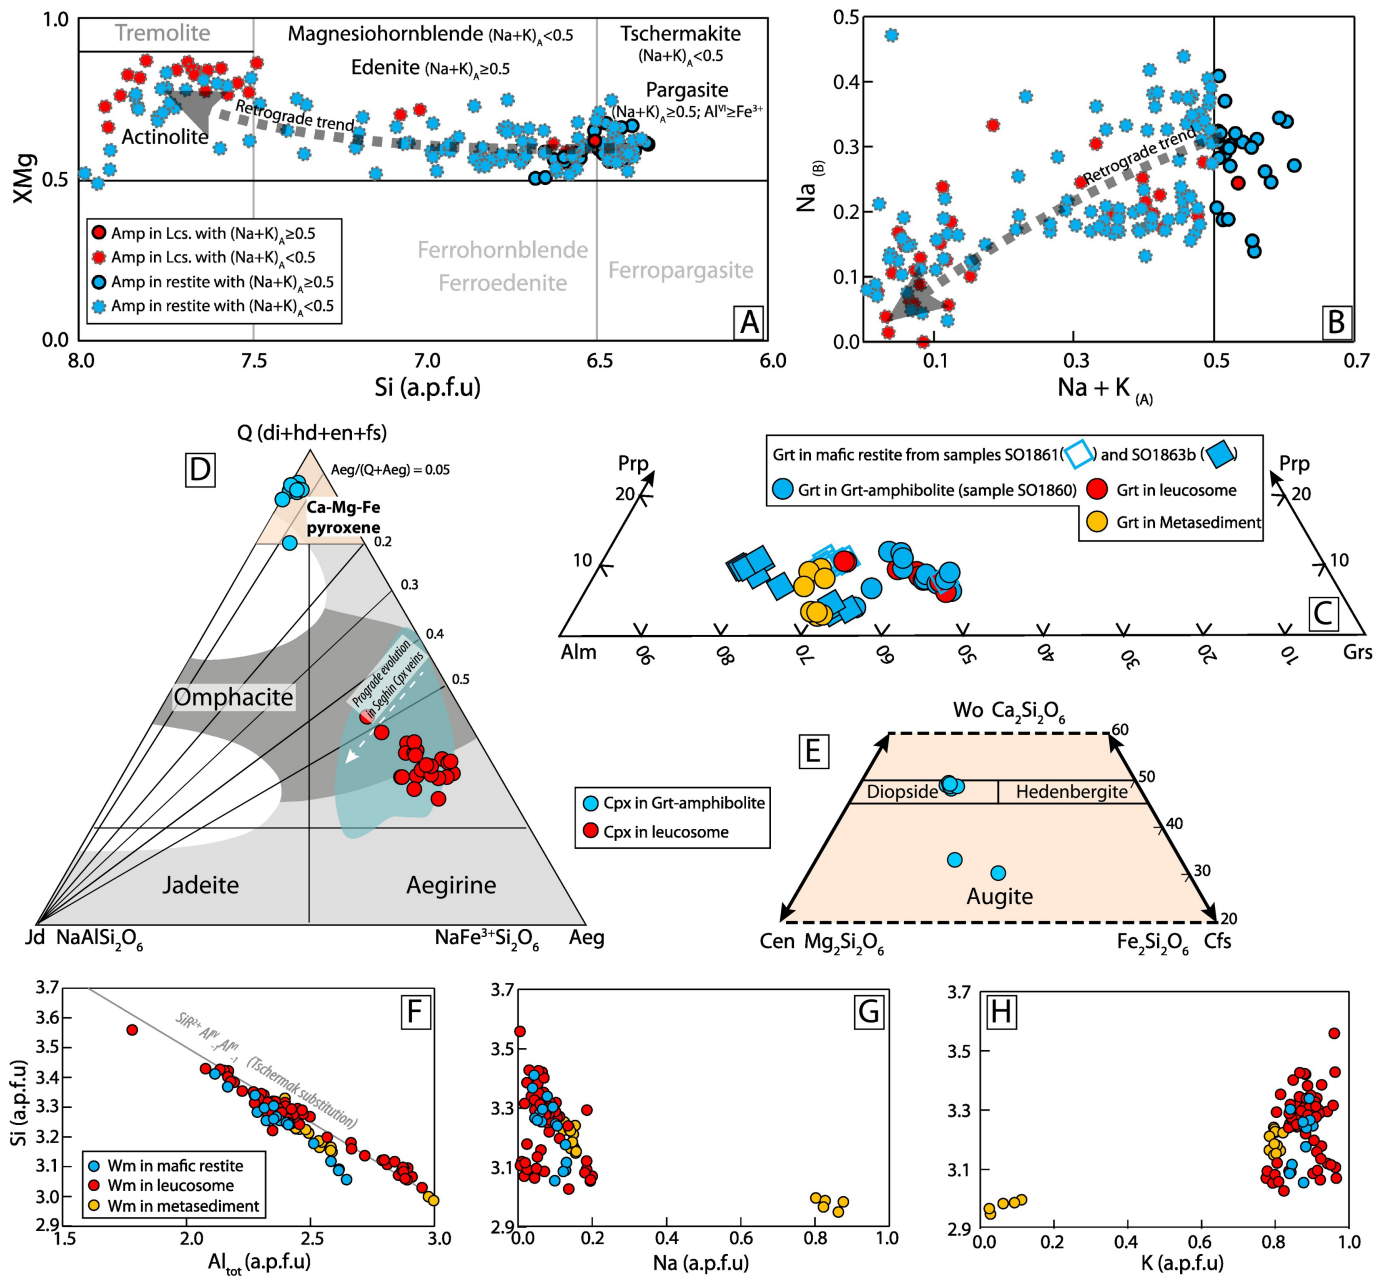 1.0
Tremolite
Magnesiohornblende (Na+K)A<0.5
Edenite (Na+K)A≥0.5
Tschermakite
(Na+K)A<0.5
Pargasite
(Na+K)A≥0.5; AlVI≥Fe3+
Retrograde trend
Actinolite
XMg
0.5
Amp in Lcs. with (Na+K)A≥0.5
Amp in Lcs. with (Na+K)A<0.5
Amp in restite with (Na+K)A≥0.5
Amp in restite with (Na+K)A<0.5
Ferrohornblende
Ferroedenite
Ferropargasite
A
0.0
8.0 7.5 7.0 6.5 6.0
Si (a.p.f.u)
0.5
0.4
0.3
0.2
0.1
0.0
Na (B)
Retrograde trend
B
0.1 0.3 0.5 0.7
Na + K (A)
D
Q (di+hd+en+fs)
Aeg/(Q+Aeg) = 0.05
Ca-Mg-Fe
pyroxene
0.2
0.3
0.4
0.5
Prograde evolution
in Seghin Cpx veins
Omphacite
Jadeite
Aegirine
Jd NaAlSi2O6
NaFe3+Si2O6 Aeg
Grt in mafic restite from samples SO1861 ( ) and SO1863b ( )
Grt in Grt-amphibolite (sample SO1860)
Grt in leucosome
Grt in Metasediment
Prp
20
10
Prp
20
10
C
Alm
90 80 70 60 50 40 30 20 10
Grs
Cpx in Grt-amphibolite
Cpx in leucosome
E
Wo Ca2Si2O6
60
50
40
30
20
Diopside
Hedenbergite
Augite
Cen Mg2Si2O6
Fe2Si2O6 Cfs
3.7
3.6
3.5
3.4
3.3
3.2
3.1
3.0
2.9
Si (a.p.f.u)
SiR2+ AlIV-1AlVI-1 (Tschermak substitution)
F
Wm in mafic restite
Wm in leucosome
Wm in metasediment
1.5 2.0 2.5 3.0
Altot (a.p.f.u)
3.7
3.5
3.3
3.1
2.9
G
0.0 0.2 0.4 0.6 0.8 1.0
Na (a.p.f.u)
3.7
3.5
3.3
3.1
2.9
H
0.0 0.2 0.4 0.6 0.8 1.0
K (a.p.f.u)